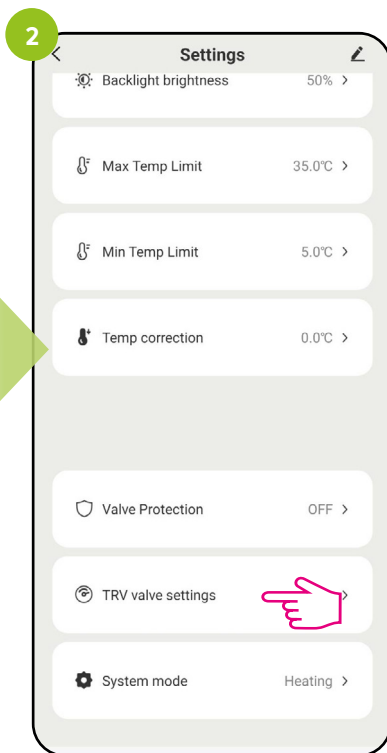 2
Settings
Backlight brightness 50% >
Max Temp Limit 35.0℃ >
Min Temp Limit 5.0℃ >
Temp correction 0.0℃ >
Valve Protection OFF >
TRV valve settings >
System mode Heating >